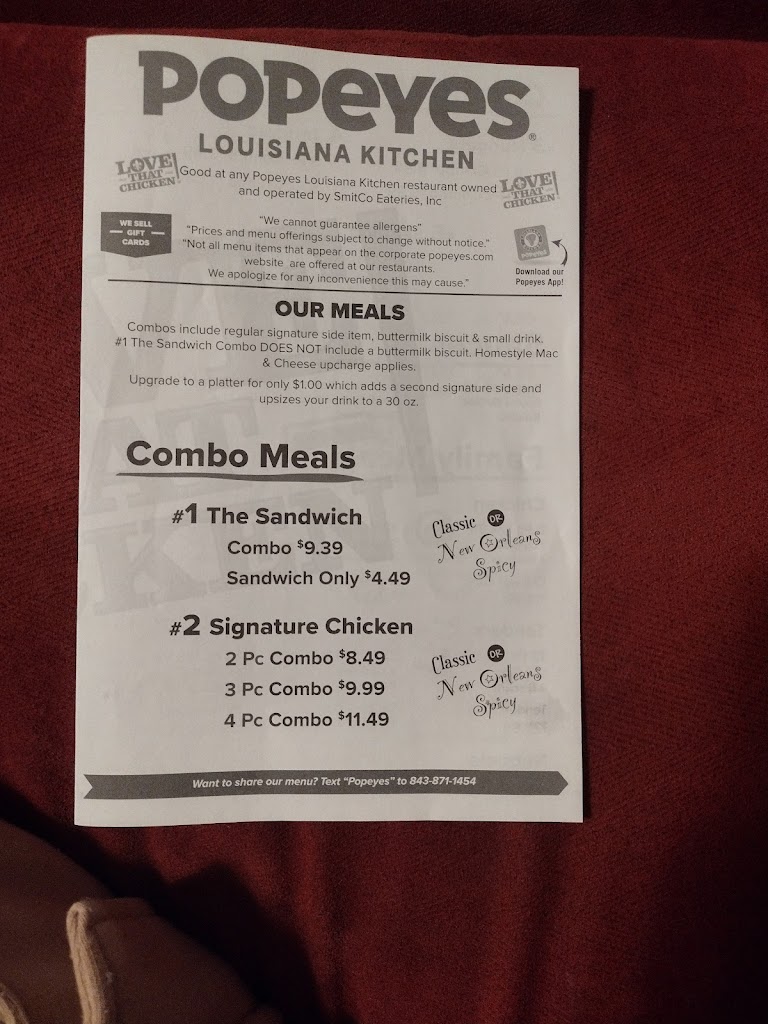 POPEYES
LOUISIANA KITCHEN
LOVE
THAT
CHICKEN!
Good at any Popeyes Louisiana Kitchen restaurant owned
and operated by SmitCo Eateries, Inc
LOVE
THAT
CHICKEN!
WE SELL
GIFT
CARDS
"We cannot guarantee allergens"
"Prices and menu offerings subject to change without notice."
"Not all menu items that appear on the corporate popeyes.com
website are offered at our restaurants.
We apologize for any inconvenience this may cause."
Download our
Popeyes App!
OUR MEALS
Combos include regular signature side item, buttermilk biscuit & small drink.
#1 The Sandwich Combo DOES NOT include a buttermilk biscuit. Homestyle Mac
& Cheese upcharge applies.
Upgrade to a platter for only $1.00 which adds a second signature side and
upsizes your drink to a 30 oz.
Combo Meals
#1 The Sandwich
Combo $9.39
Sandwich Only $4.49
Classic OR
New Orleans
Spicy
#2 Signature Chicken
2 Pc Combo $8.49
3 Pc Combo $9.99
4 Pc Combo $11.49
Classic OR
New Orleans
Spicy
Want to share our menu? Text "Popeyes" to 843-871-1454